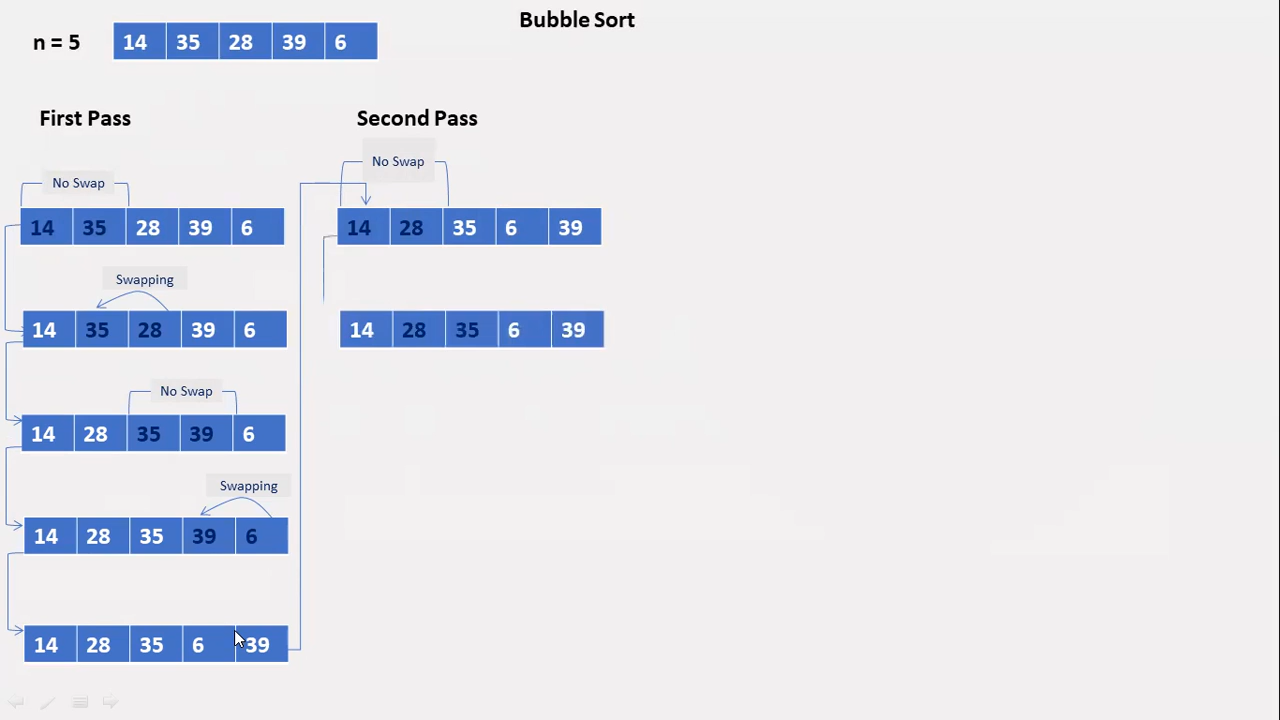 Bubble Sort
n = 5 14 35 28 39 6
First Pass
No Swap
14 35 28 39 6
Swapping
14 35 28 39 6
No Swap
14 28 35 39 6
Swapping
14 28 35 39 6
14 28 35 6 39
Second Pass
No Swap
14 28 35 6 39
14 28 35 6 39